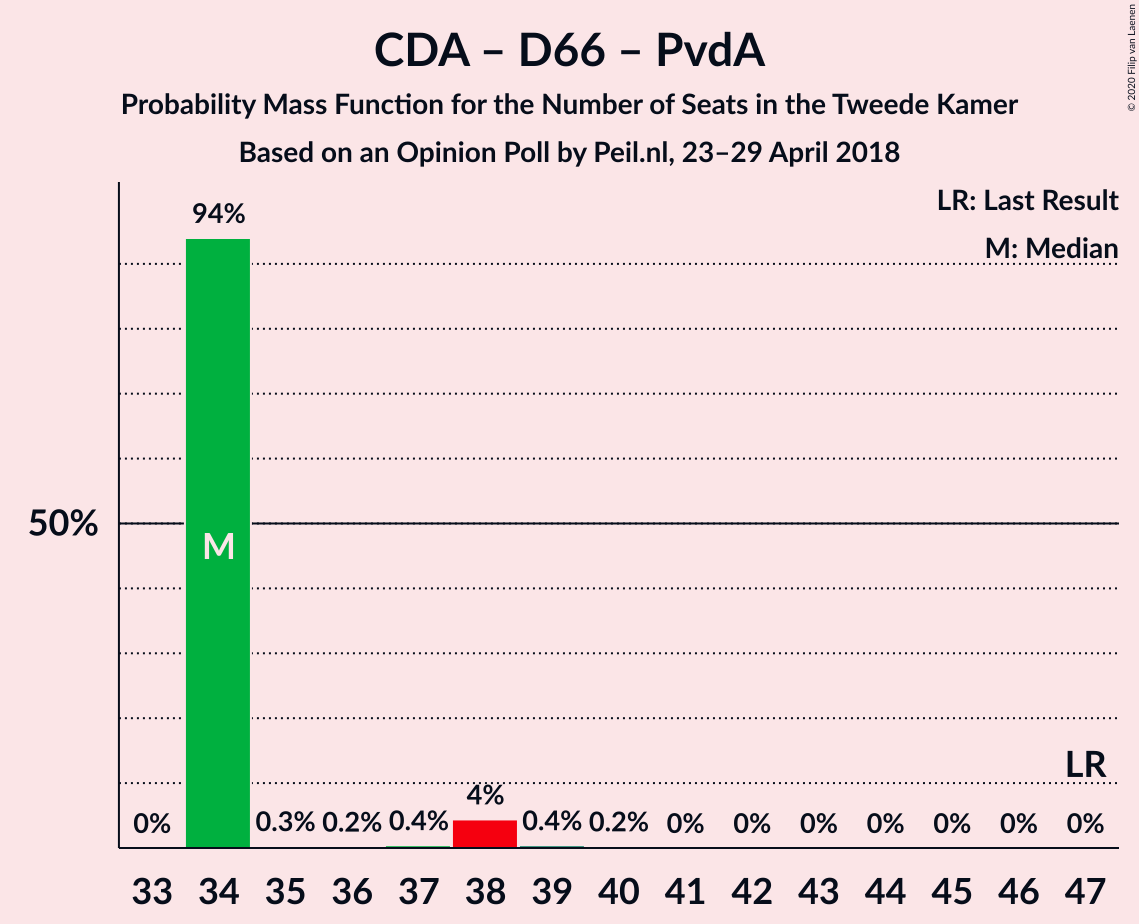 CDA – D66 – PvdA
Probability Mass Function for the Number of Seats in the Tweede Kamer
Based on an Opinion Poll by Peil.nl, 23–29 April 2018
© 2020 Filip van Laenen
LR: Last Result
M: Median
94%
50%
M
LR
0% 0.3% 0.2% 0.4% 4% 0.4% 0.2% 0% 0% 0% 0% 0% 0% 0%
33 34 35 36 37 38 39 40 41 42 43 44 45 46 47